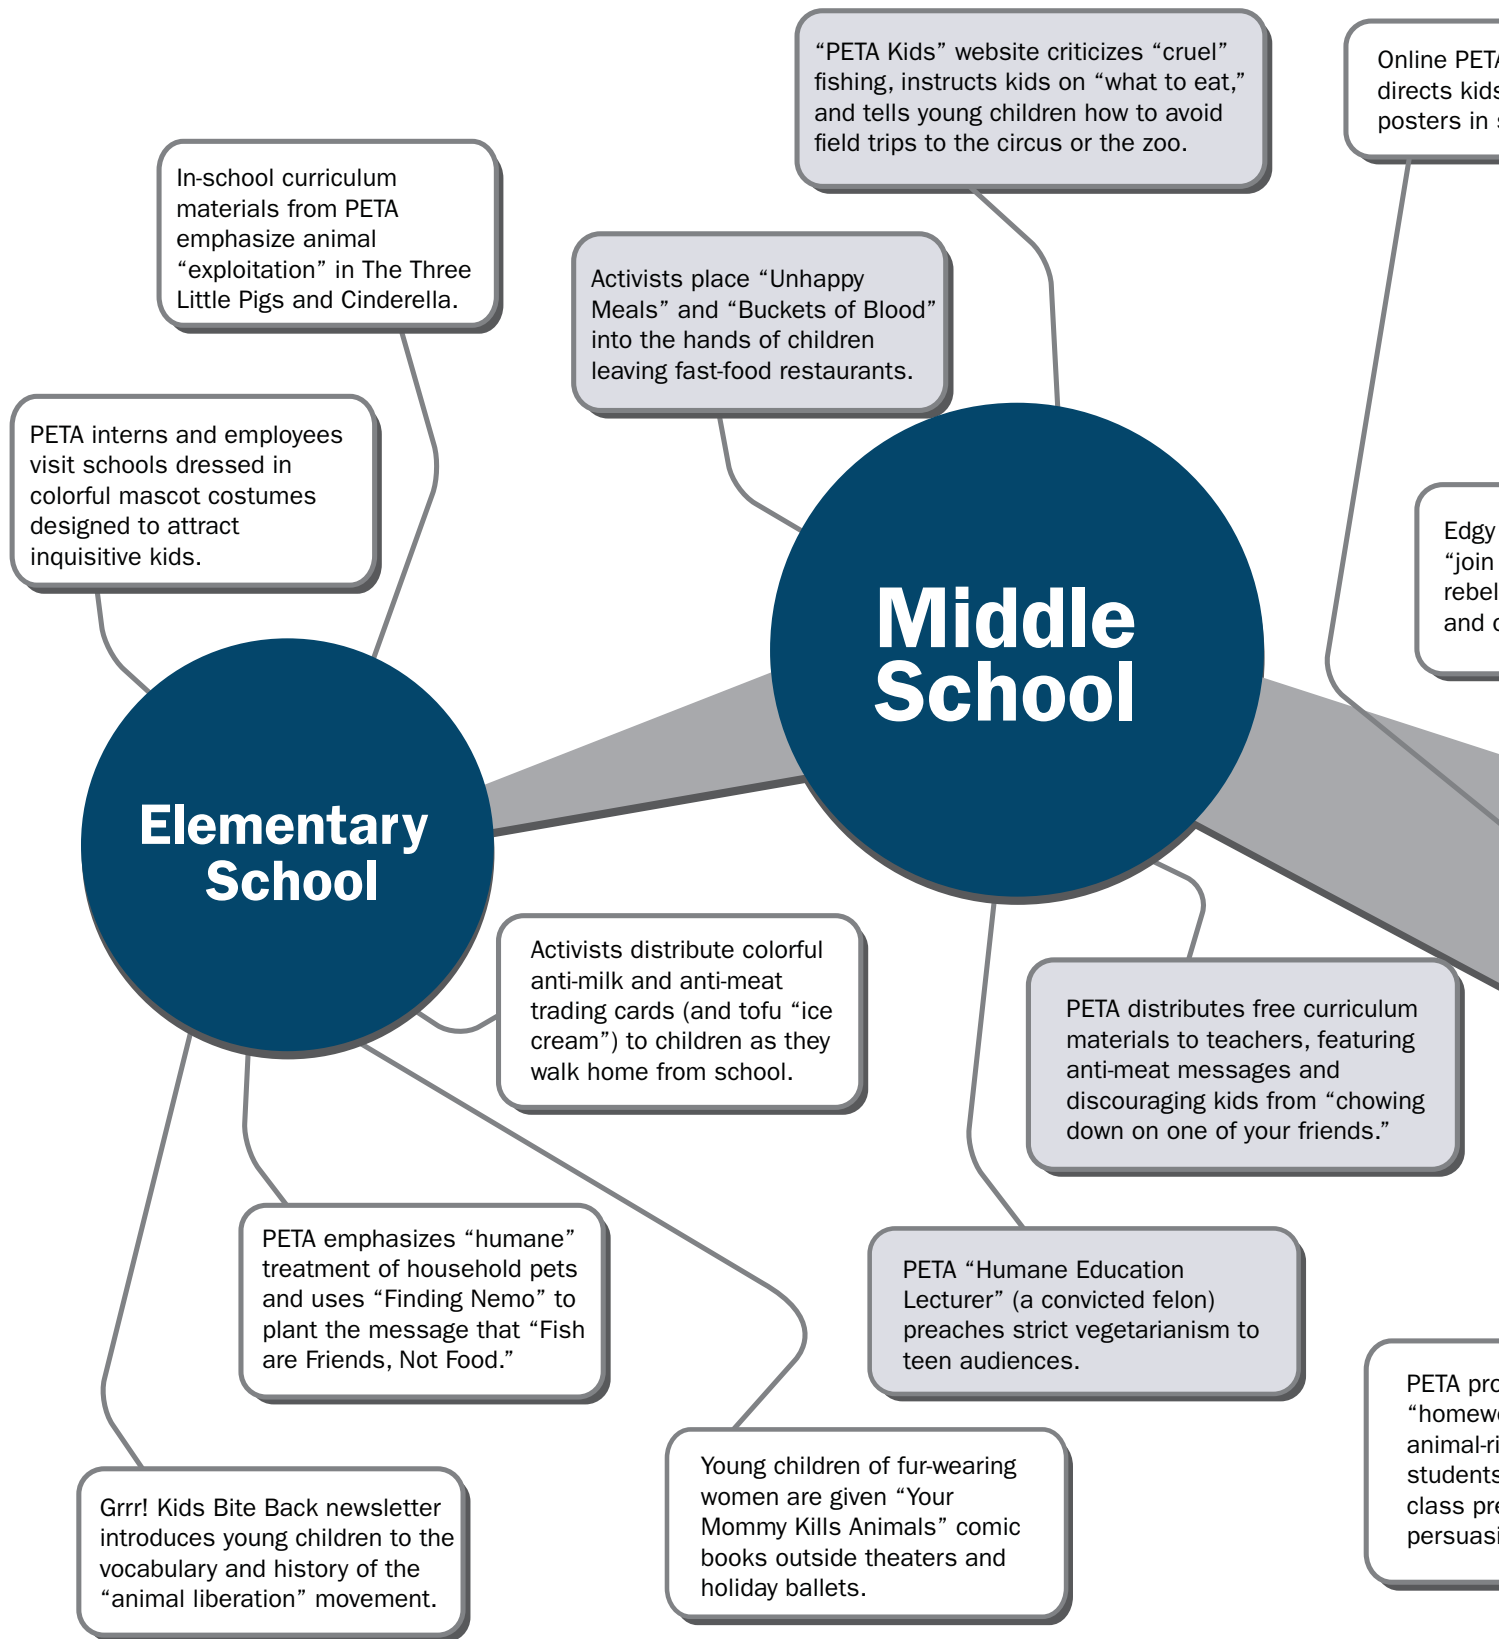 “PETA Kids” website criticizes “cruel”
fishing, instructs kids on “what to eat,”
and tells young children how to avoid
field trips to the circus or the zoo.
Online PETA
directs kids
posters in
In-school curriculum
materials from PETA
emphasize animal
“exploitation” in The Three
Little Pigs and Cinderella.
Activists place “Unhappy
Meals” and “Buckets of Blood”
into the hands of children
leaving fast-food restaurants.
PETA interns and employees
visit schools dressed in
colorful mascot costumes
designed to attract
inquisitive kids.
Edgy
“join
rebel
and
Middle
School
Elementary
School
Activists distribute colorful
anti-milk and anti-meat
trading cards (and tofu “ice
cream”) to children as they
walk home from school.
PETA distributes free curriculum
materials to teachers, featuring
anti-meat messages and
discouraging kids from “chowing
down on one of your friends.”
PETA emphasizes “humane”
treatment of household pets
and uses “Finding Nemo” to
plant the message that “Fish
are Friends, Not Food.”
PETA “Humane Education
Lecturer” (a convicted felon)
preaches strict vegetarianism to
teen audiences.
PETA pro
“homew
animal-ri
students
class pre
persuasi
Grrr! Kids Bite Back newsletter
introduces young children to the
vocabulary and history of the
“animal liberation” movement.
Young children of fur-wearing
women are given “Your
Mommy Kills Animals” comic
books outside theaters and
holiday ballets.